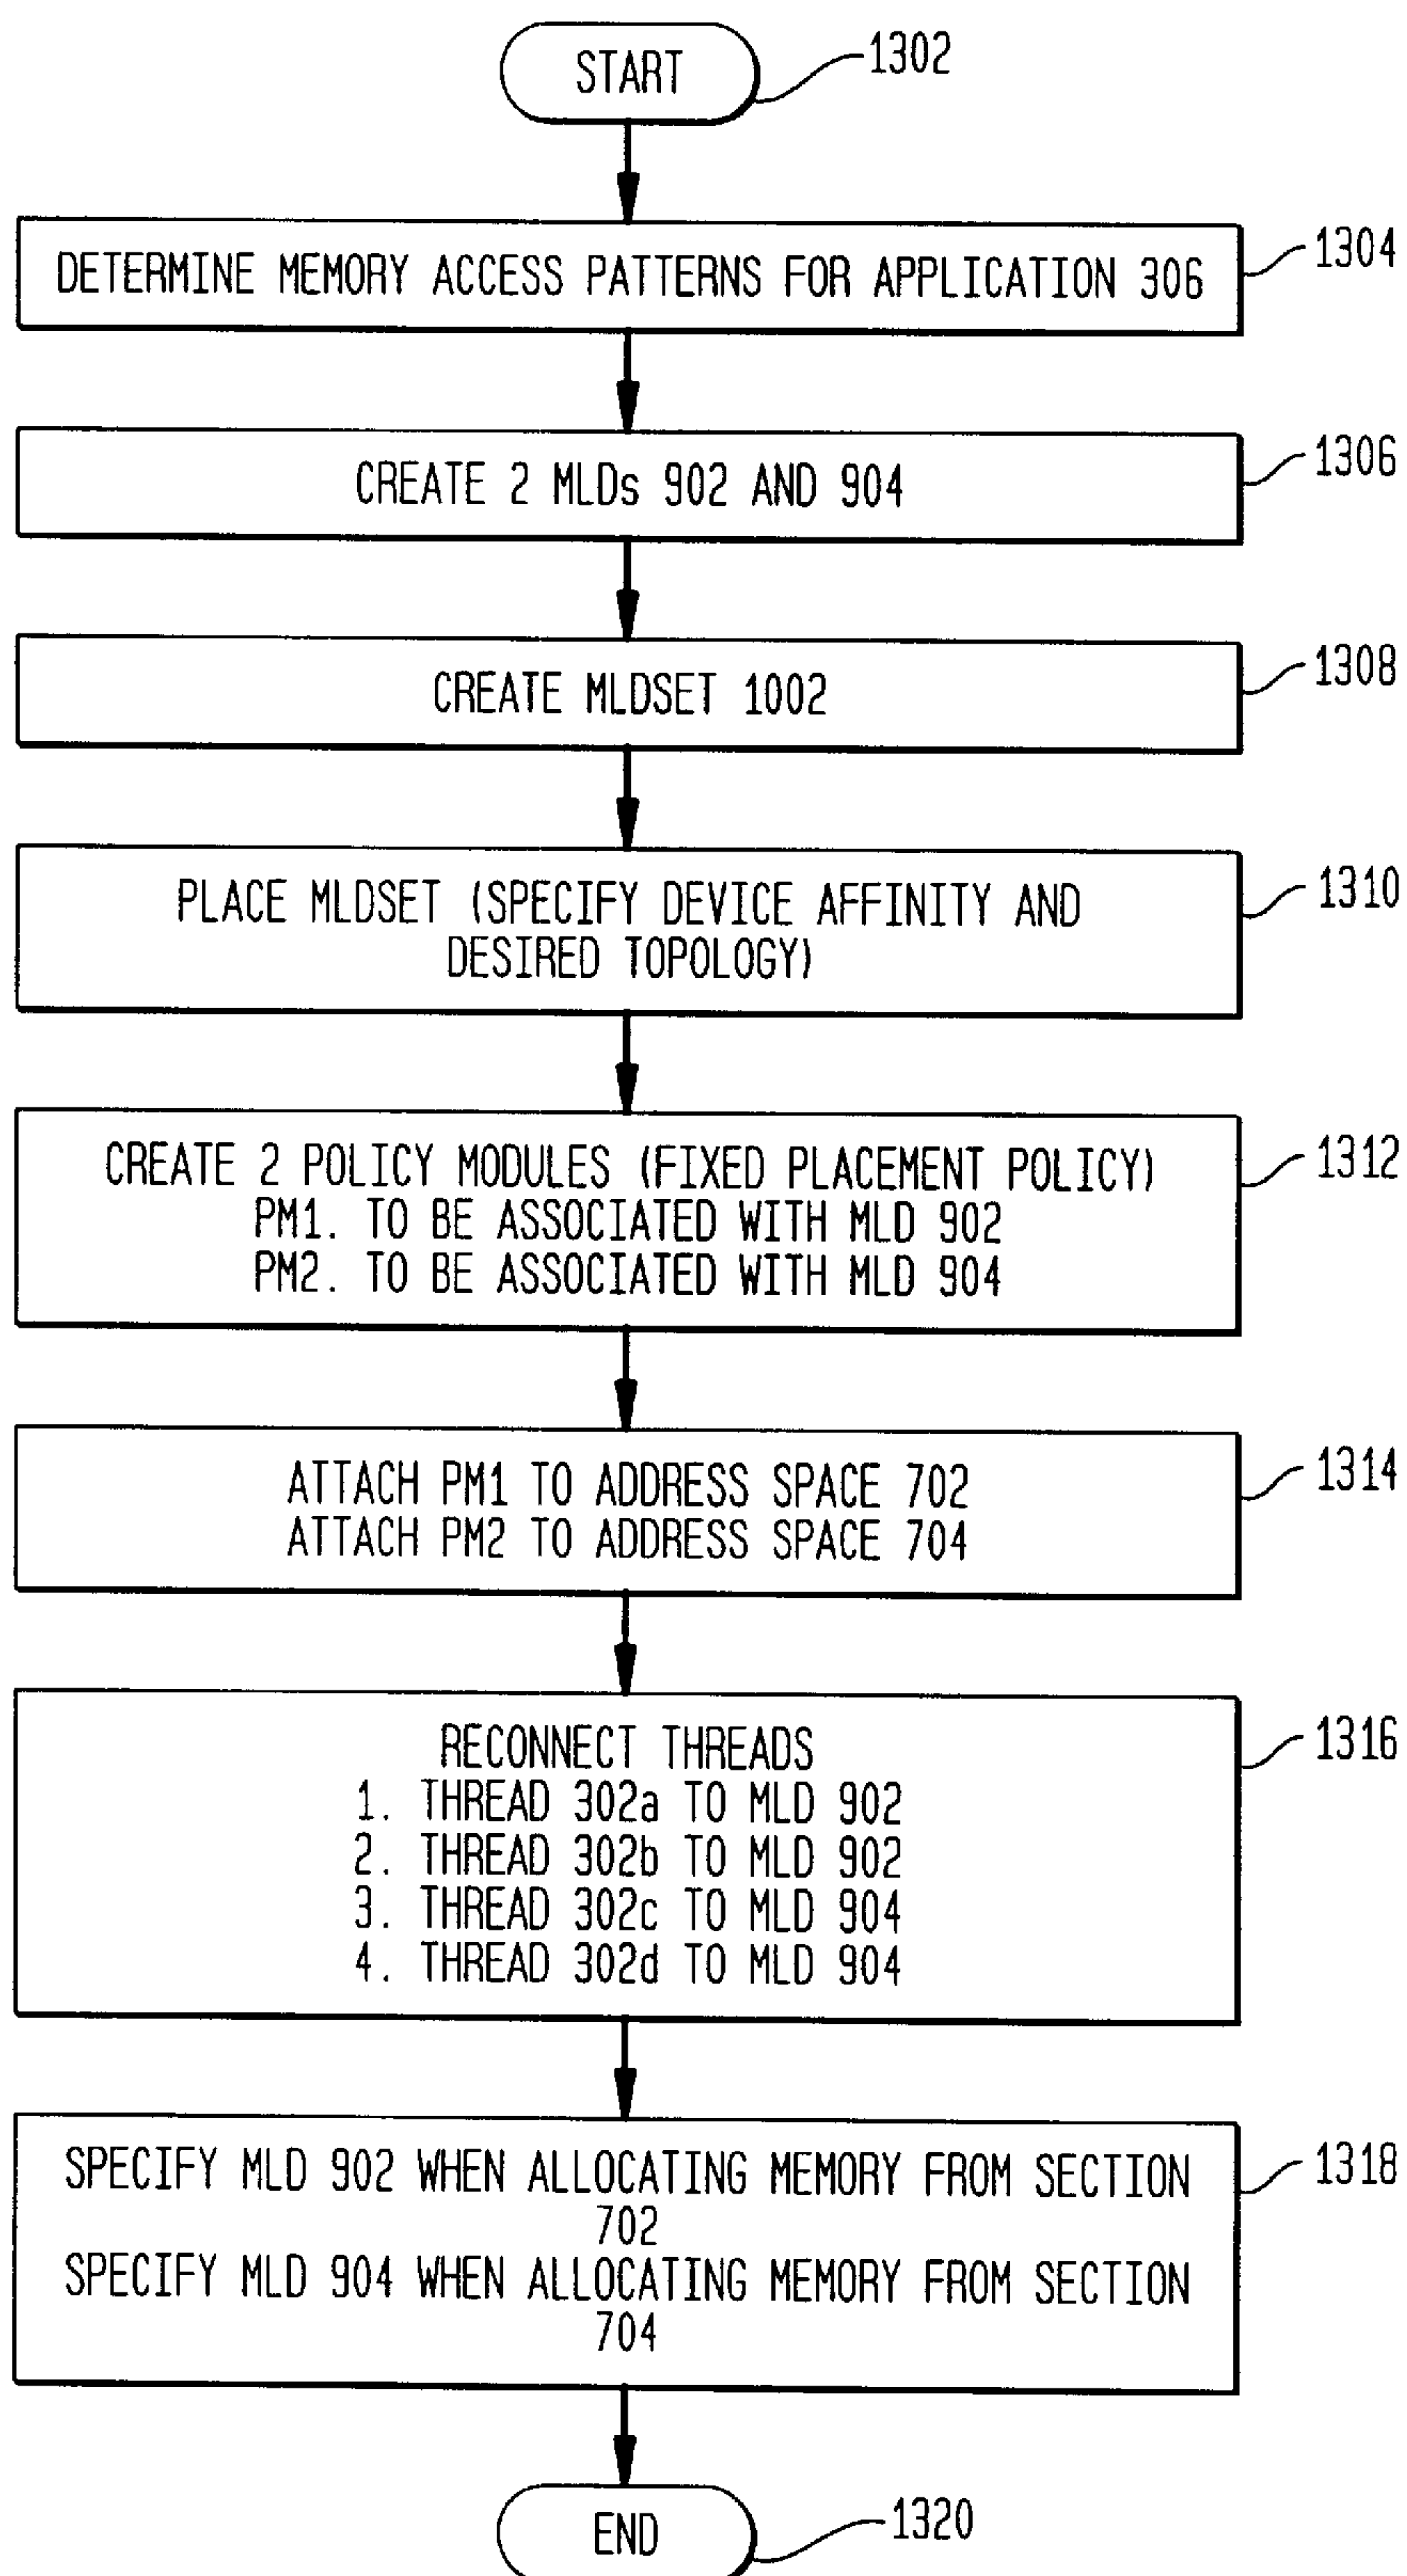 START
1302
DETERMINE MEMORY ACCESS PATTERNS FOR APPLICATION 306
1304
CREATE 2 MLDs 902 AND 904
1306
CREATE MLDSET 1002
1308
PLACE MLDSET (SPECIFY DEVICE AFFINITY AND
DESIRED TOPOLOGY)
1310
CREATE 2 POLICY MODULES (FIXED PLACEMENT POLICY)
PM1. TO BE ASSOCIATED WITH MLD 902
PM2. TO BE ASSOCIATED WITH MLD 904
1312
ATTACH PM1 TO ADDRESS SPACE 702
ATTACH PM2 TO ADDRESS SPACE 704
1314
RECONNECT THREADS
1. THREAD 302a TO MLD 902
2. THREAD 302b TO MLD 902
3. THREAD 302c TO MLD 904
4. THREAD 302d TO MLD 904
1316
SPECIFY MLD 902 WHEN ALLOCATING MEMORY FROM SECTION
702
SPECIFY MLD 904 WHEN ALLOCATING MEMORY FROM SECTION
704
1318
END
1320